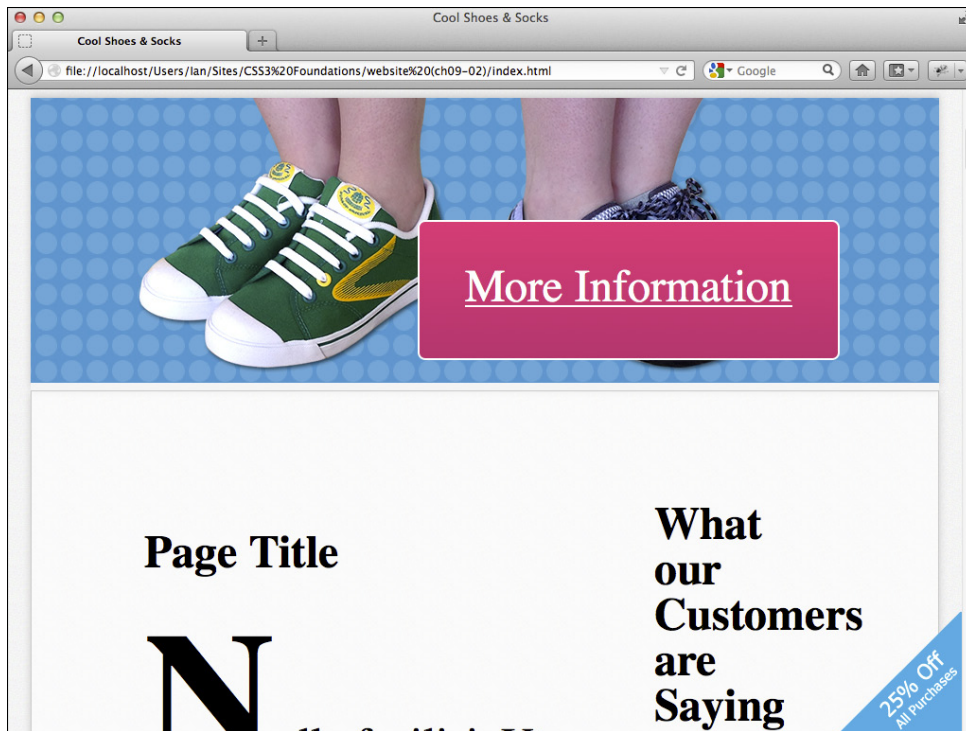 Cool Shoes & Socks
Cool Shoes & Socks
file://localhost/Users/Ian/Sites/CSS3%20Foundations/website%20(ch09-02)/index.html
Google
More Information
Page Title
What
our
Customers
are
Saying
N
25% Off
All Purchases